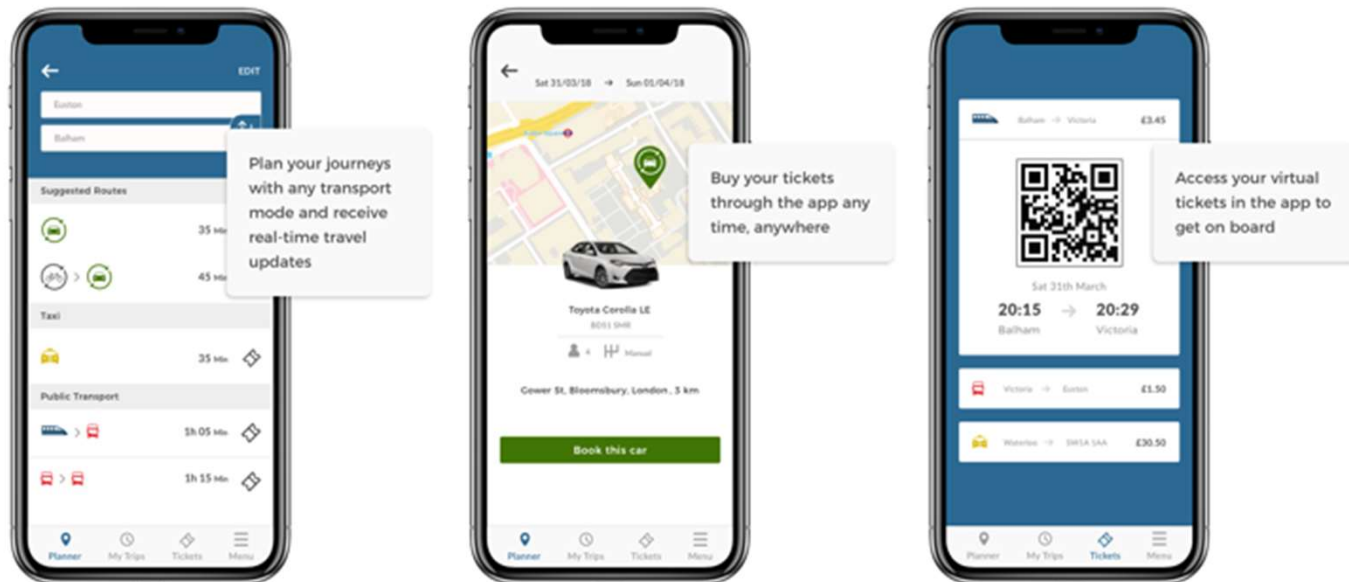 EDIT
Euston
Balham
Suggested Routes
35 Min
45 Min
Taxi
35 Min
Public Transport
1h 05 Min
1h 15 Min
Planner
My Trips
Tickets
Menu
Plan your journeys
with any transport
mode and receive
real-time travel
updates
Sat 31/03/18 → Sun 01/04/18
Toyota Corolla LE
BD51 SMR
4 Manual
Gower St, Bloomsbury, London, 3 km
Book this car
Planner
My Trips
Tickets
Menu
Buy your tickets
through the app any
time, anywhere
Balham → Victoria £3.45
Sat 31th March
20:15 → 20:29
Balham Victoria
Victoria → Euston £1.50
Waterloo → SW1A 1AA £30.50
Planner
My Trips
Tickets
Menu
Access your virtual
tickets in the app to
get on board